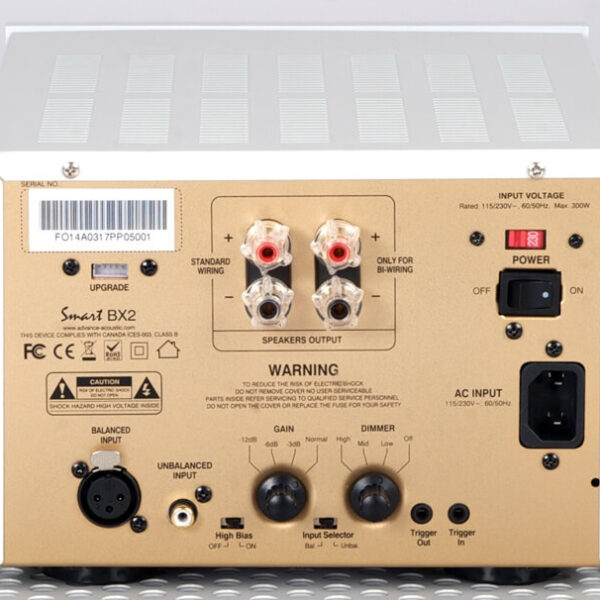 SERIAL NO.:
FO14A0317PP05001
UPGRADE
Smart BX2
www.advance-acoustic.com
THIS DEVICE COMPLIES WITH CANADA ICES-003. CLASS B
FC CE RoHS
CAUTION
RISK OF ELECTRIC SHOCK
DO NOT OPEN
SHOCK HAZARD HIGH VOLTAGE INSIDE
STANDARD
WIRING
+ +
- -
ONLY FOR
BI-WIRING
SPEAKERS OUTPUT
INPUT VOLTAGE
Rated: 115/230V~, 60/50Hz, Max. 300W
230
POWER
OFF ON
AC INPUT
115/230V~, 60/50Hz
WARNING
TO REDUCE THE RISK OF ELECTRIC SHOCK
DO NOT REMOVE COVER NO USER-SERVICEABLE
PARTS INSIDE REFER SERVICING TO QUALIFIED SERVICE PERSONNEL
DO NOT OPEN THE COVER OR REPLACE THE FUSE FOR YOUR SAFETY
BALANCED
INPUT
UNBALANCED
INPUT
High Bias
OFF ON
GAIN
-12dB -6dB -3dB Normal
Input Selector
Bal. Unbal.
DIMMER
High Mid Low Off
Trigger
Out
Trigger
In